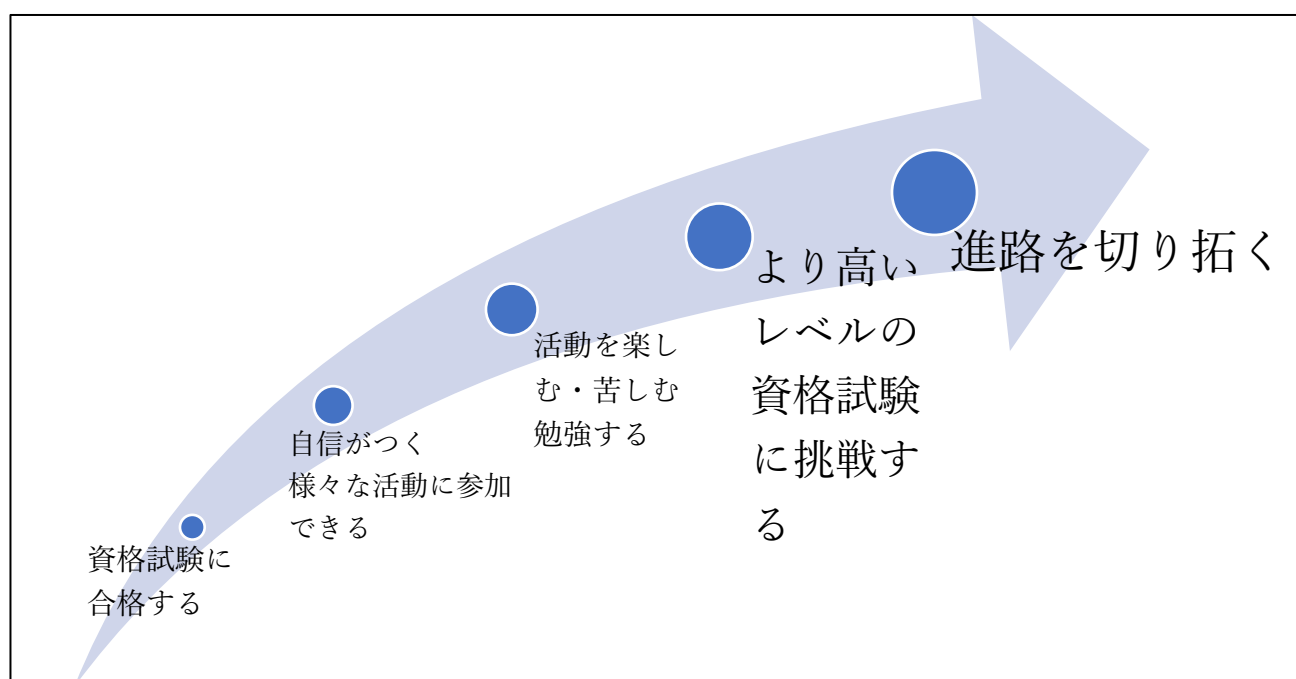 資格試験に
合格する
自信がつく
様々な活動に参加
できる
活動を楽し
む・苦しむ
勉強する
より高い
レベルの
資格試験
に挑戦す
る
進路を切り拓く